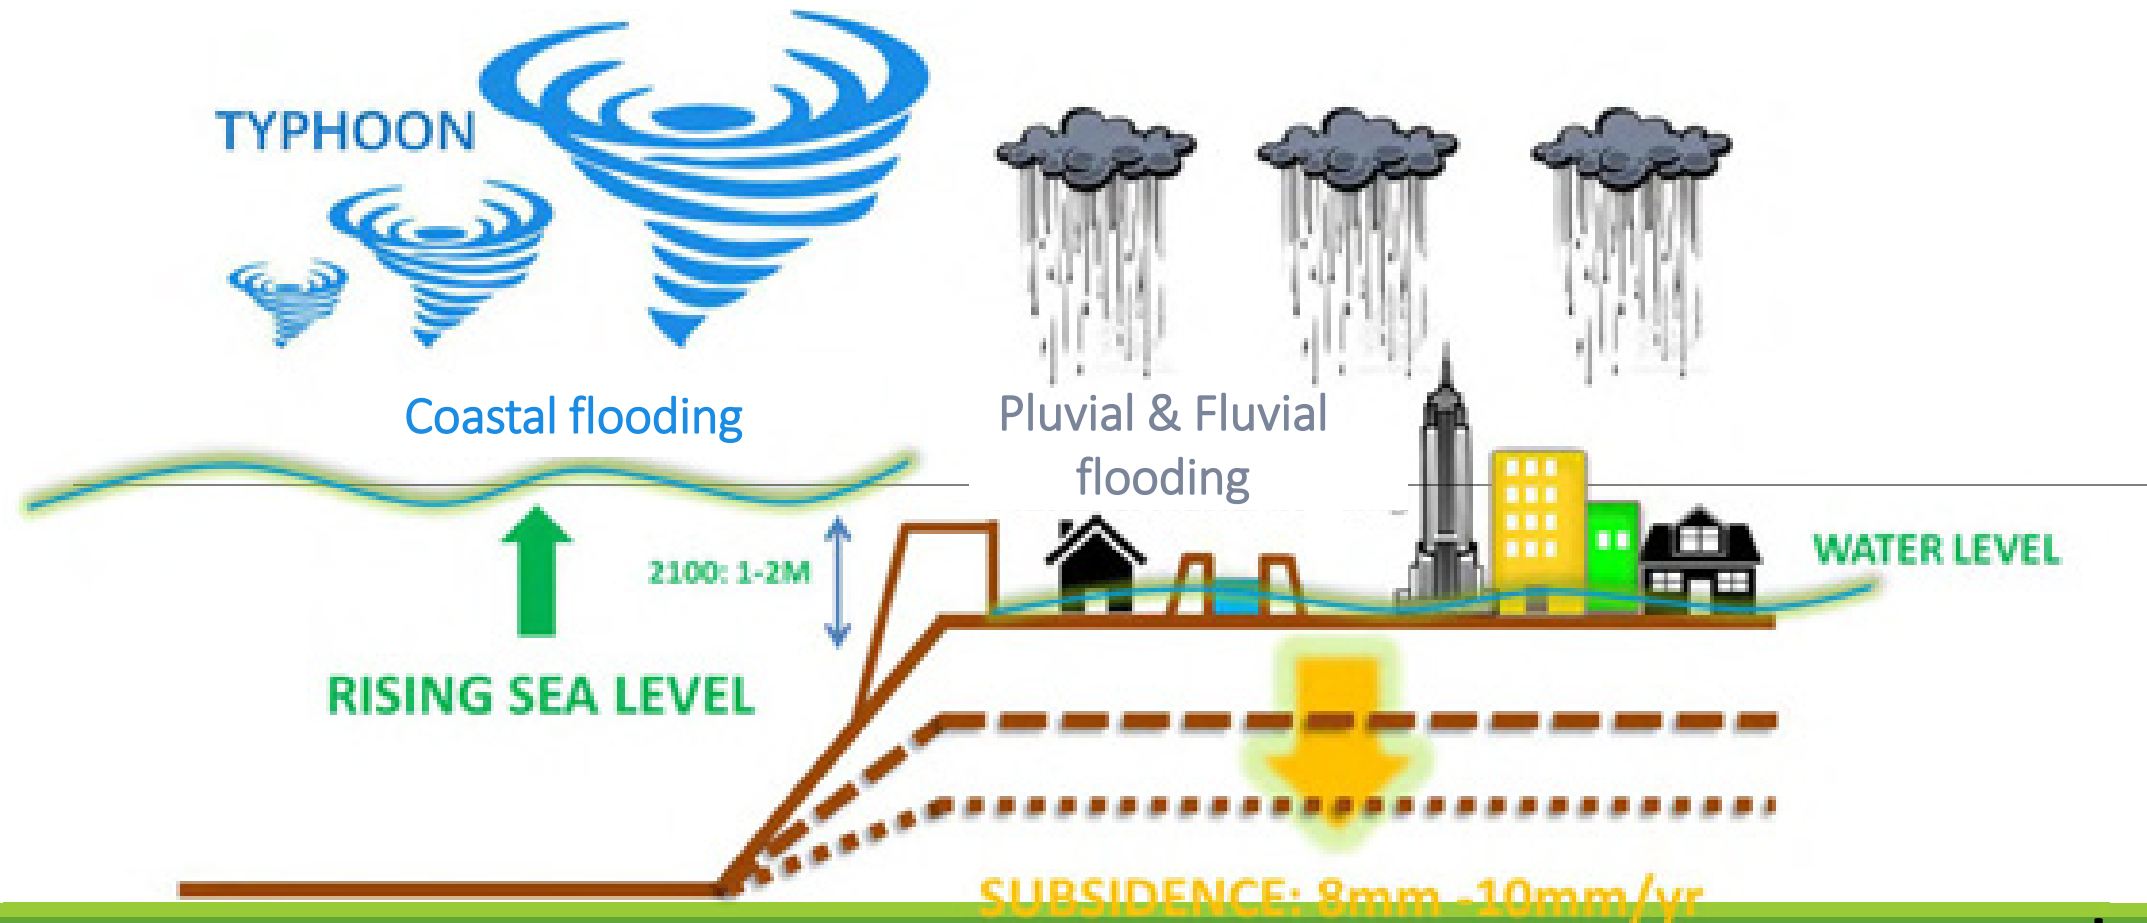 TYPHOON
Coastal flooding
Pluvial & Fluvial
flooding
2100: 1-2M
WATER LEVEL
RISING SEA LEVEL
SUBSIDENCE: 8mm -10mm/yr